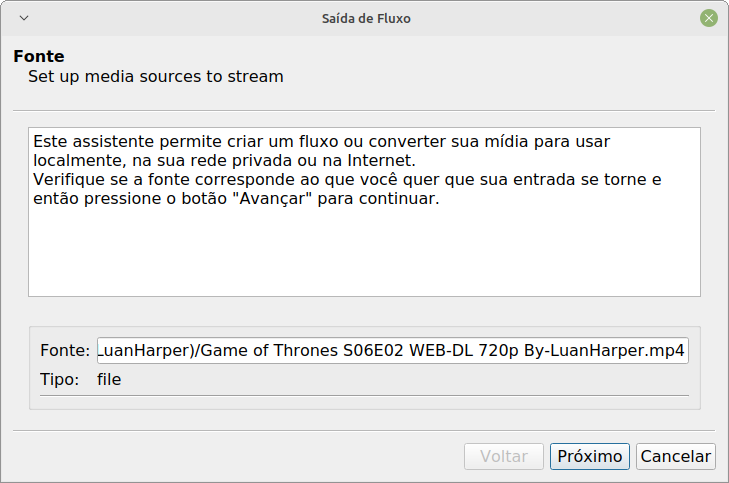 Saída de Fluxo
Fonte
Set up media sources to stream
Este assistente permite criar um fluxo ou converter sua mídia para usar
localmente, na sua rede privada ou na Internet.
Verifique se a fonte corresponde ao que você quer que sua entrada se torne e
então pressione o botão "Avançar" para continuar.
Fonte: LuanHarper)/Game of Thrones S06E02 WEB-DL 720p By-LuanHarper.mp4
Tipo: file
Voltar Próximo Cancelar